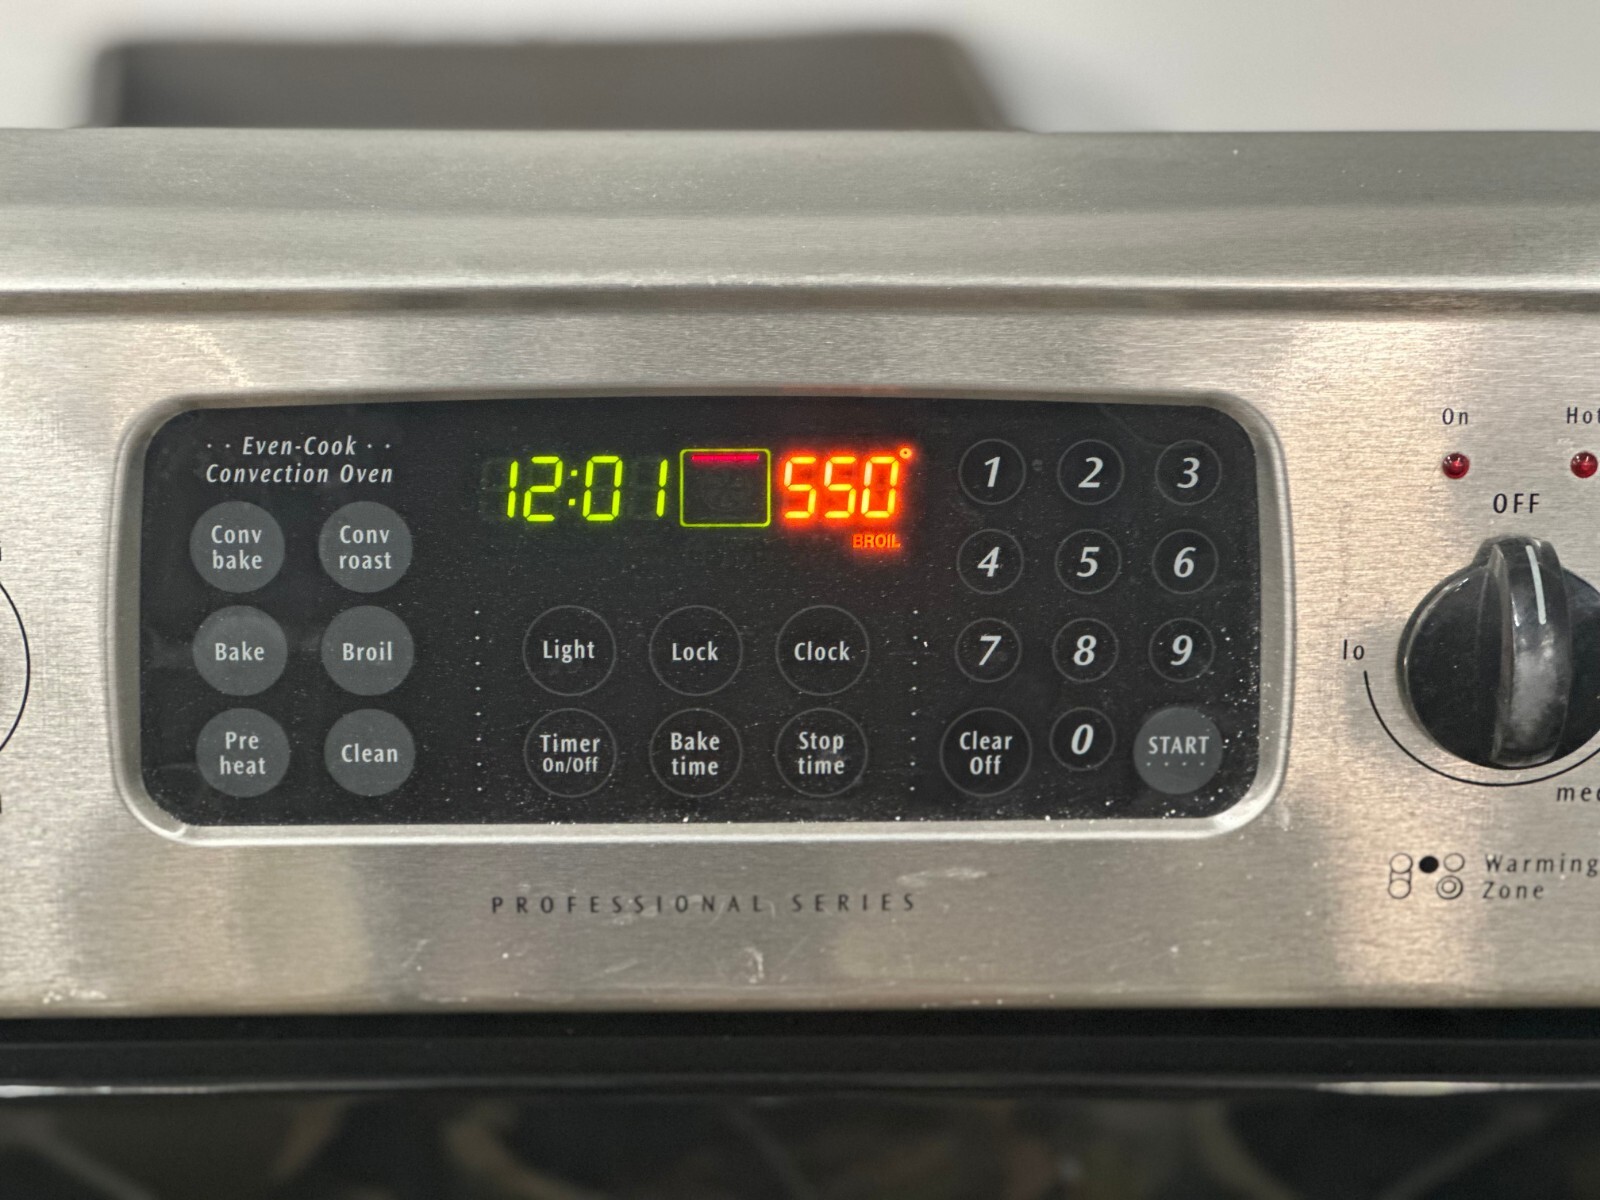 On
Hot
· · Even-Cook · ·
Convection Oven
12:01
550°
BROIL
1
2
3
OFF
Conv
bake
Conv
roast
4
5
6
Bake
Broil
Light
Lock
Clock
7
8
9
lo
Pre
heat
Clean
Timer
On/Off
Bake
time
Stop
time
Clear
Off
0
START
Warming
Zone
PROFESSIONAL SERIES